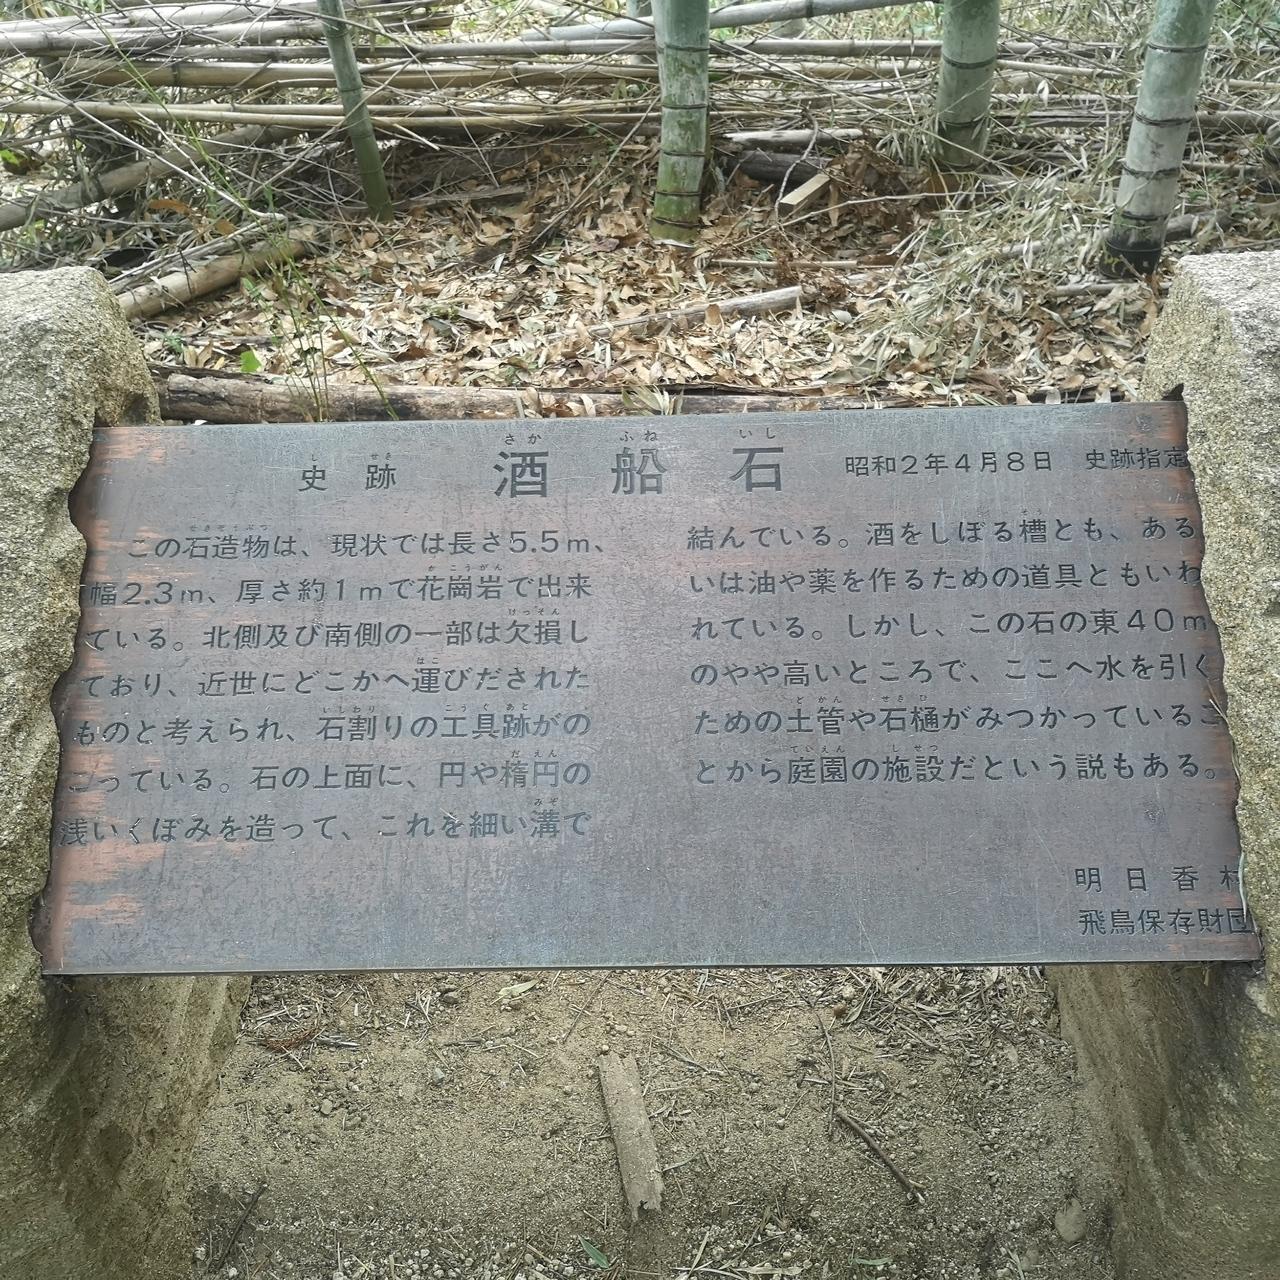 史跡 酒船石 昭和2年4月8日 史跡指定
この石造物は、現状では長さ5.5m、
幅2.3m、厚さ約1mで花崗岩で出来
ている。北側及び南側の一部は欠損し
ており、近世にどこかへ運びだされた
ものと考えられ、石割りの工具跡がの
こっている。石の上面に、円や楕円の
浅いくぼみを造って、これを細い溝で
結んでいる。酒をしぼる槽とも、ある
いは油や薬を作るための道具ともいわ
れている。しかし、この石の東40m
のやや高いところで、ここへ水を引く
ための土管や石樋がみつかっているこ
とから庭園の施設だという説もある。
明日香村
飛鳥保存財団